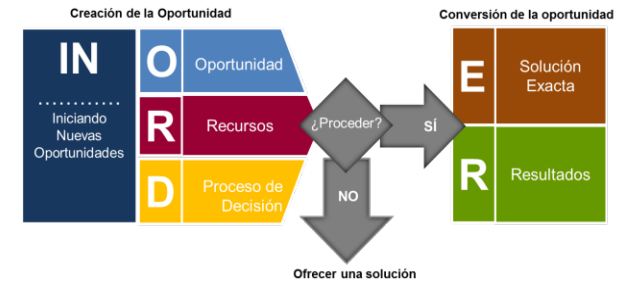 Creación de la Oportunidad
Conversión de la oportunidad
IN
Iniciando
Nuevas
Oportunidades
O
Oportunidad
R
Recursos
D
Proceso de
Decisión
¿Proceder?
SÍ
NO
Ofrecer una solución
E
Solución
Exacta
R
Resultados